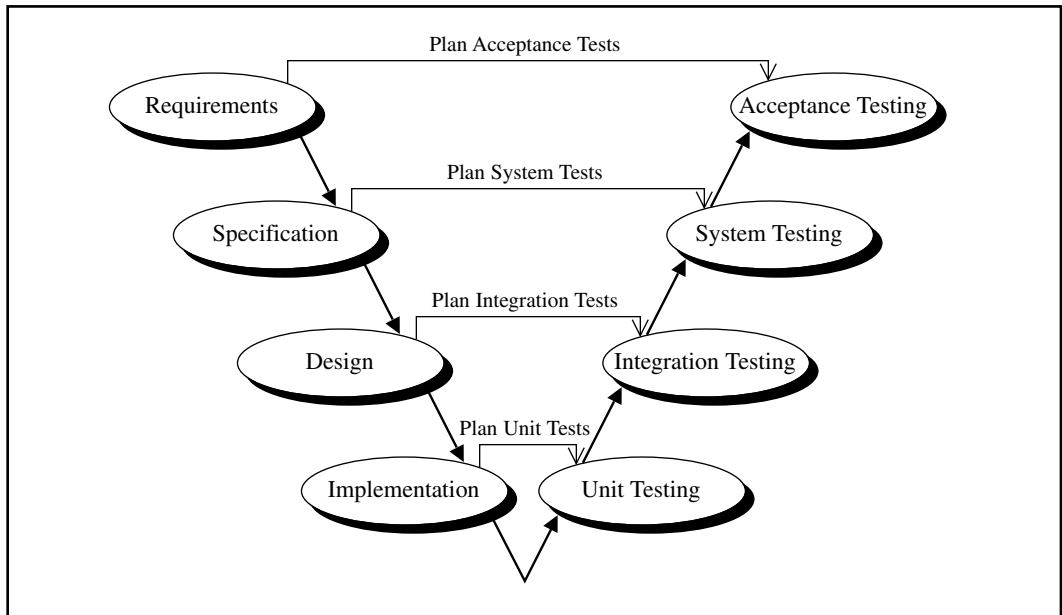 Plan Acceptance Tests
Requirements
Acceptance Testing
Plan System Tests
Specification
System Testing
Plan Integration Tests
Design
Integration Testing
Plan Unit Tests
Implementation
Unit Testing